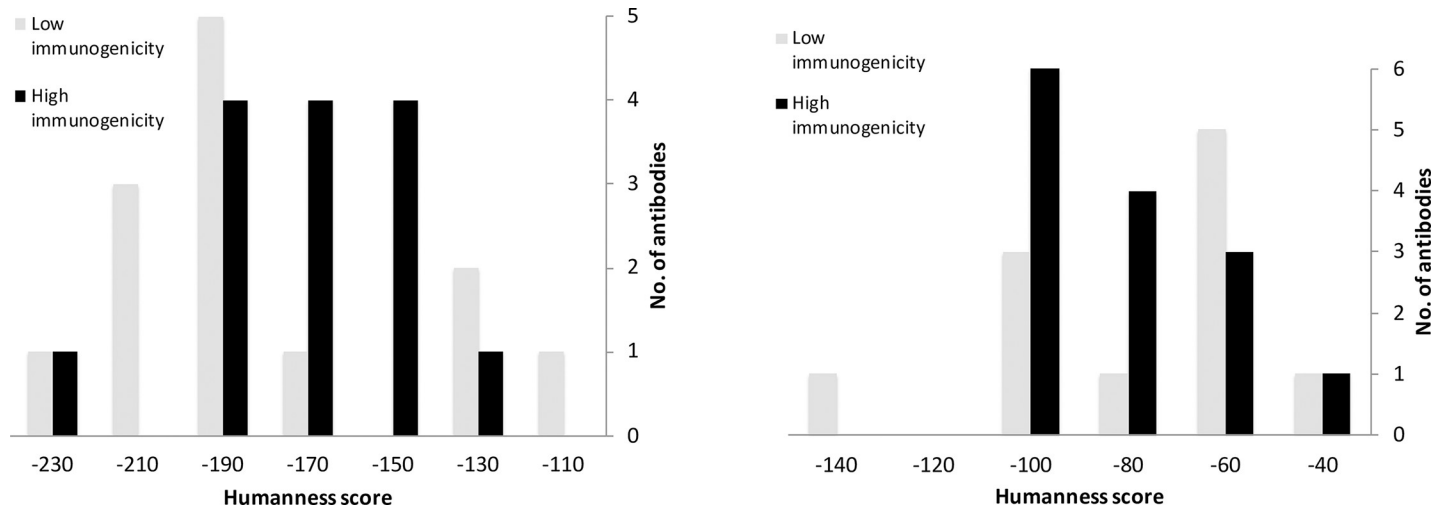 Low
immunogenicity
High
immunogenicity
5
4
3
2
1
0
No. of antibodies
-230 -210 -190 -170 -150 -130 -110
Humanness score
Low
immunogenicity
High
immunogenicity
6
5
4
3
2
1
0
No. of antibodies
-140 -120 -100 -80 -60 -40
Humanness score